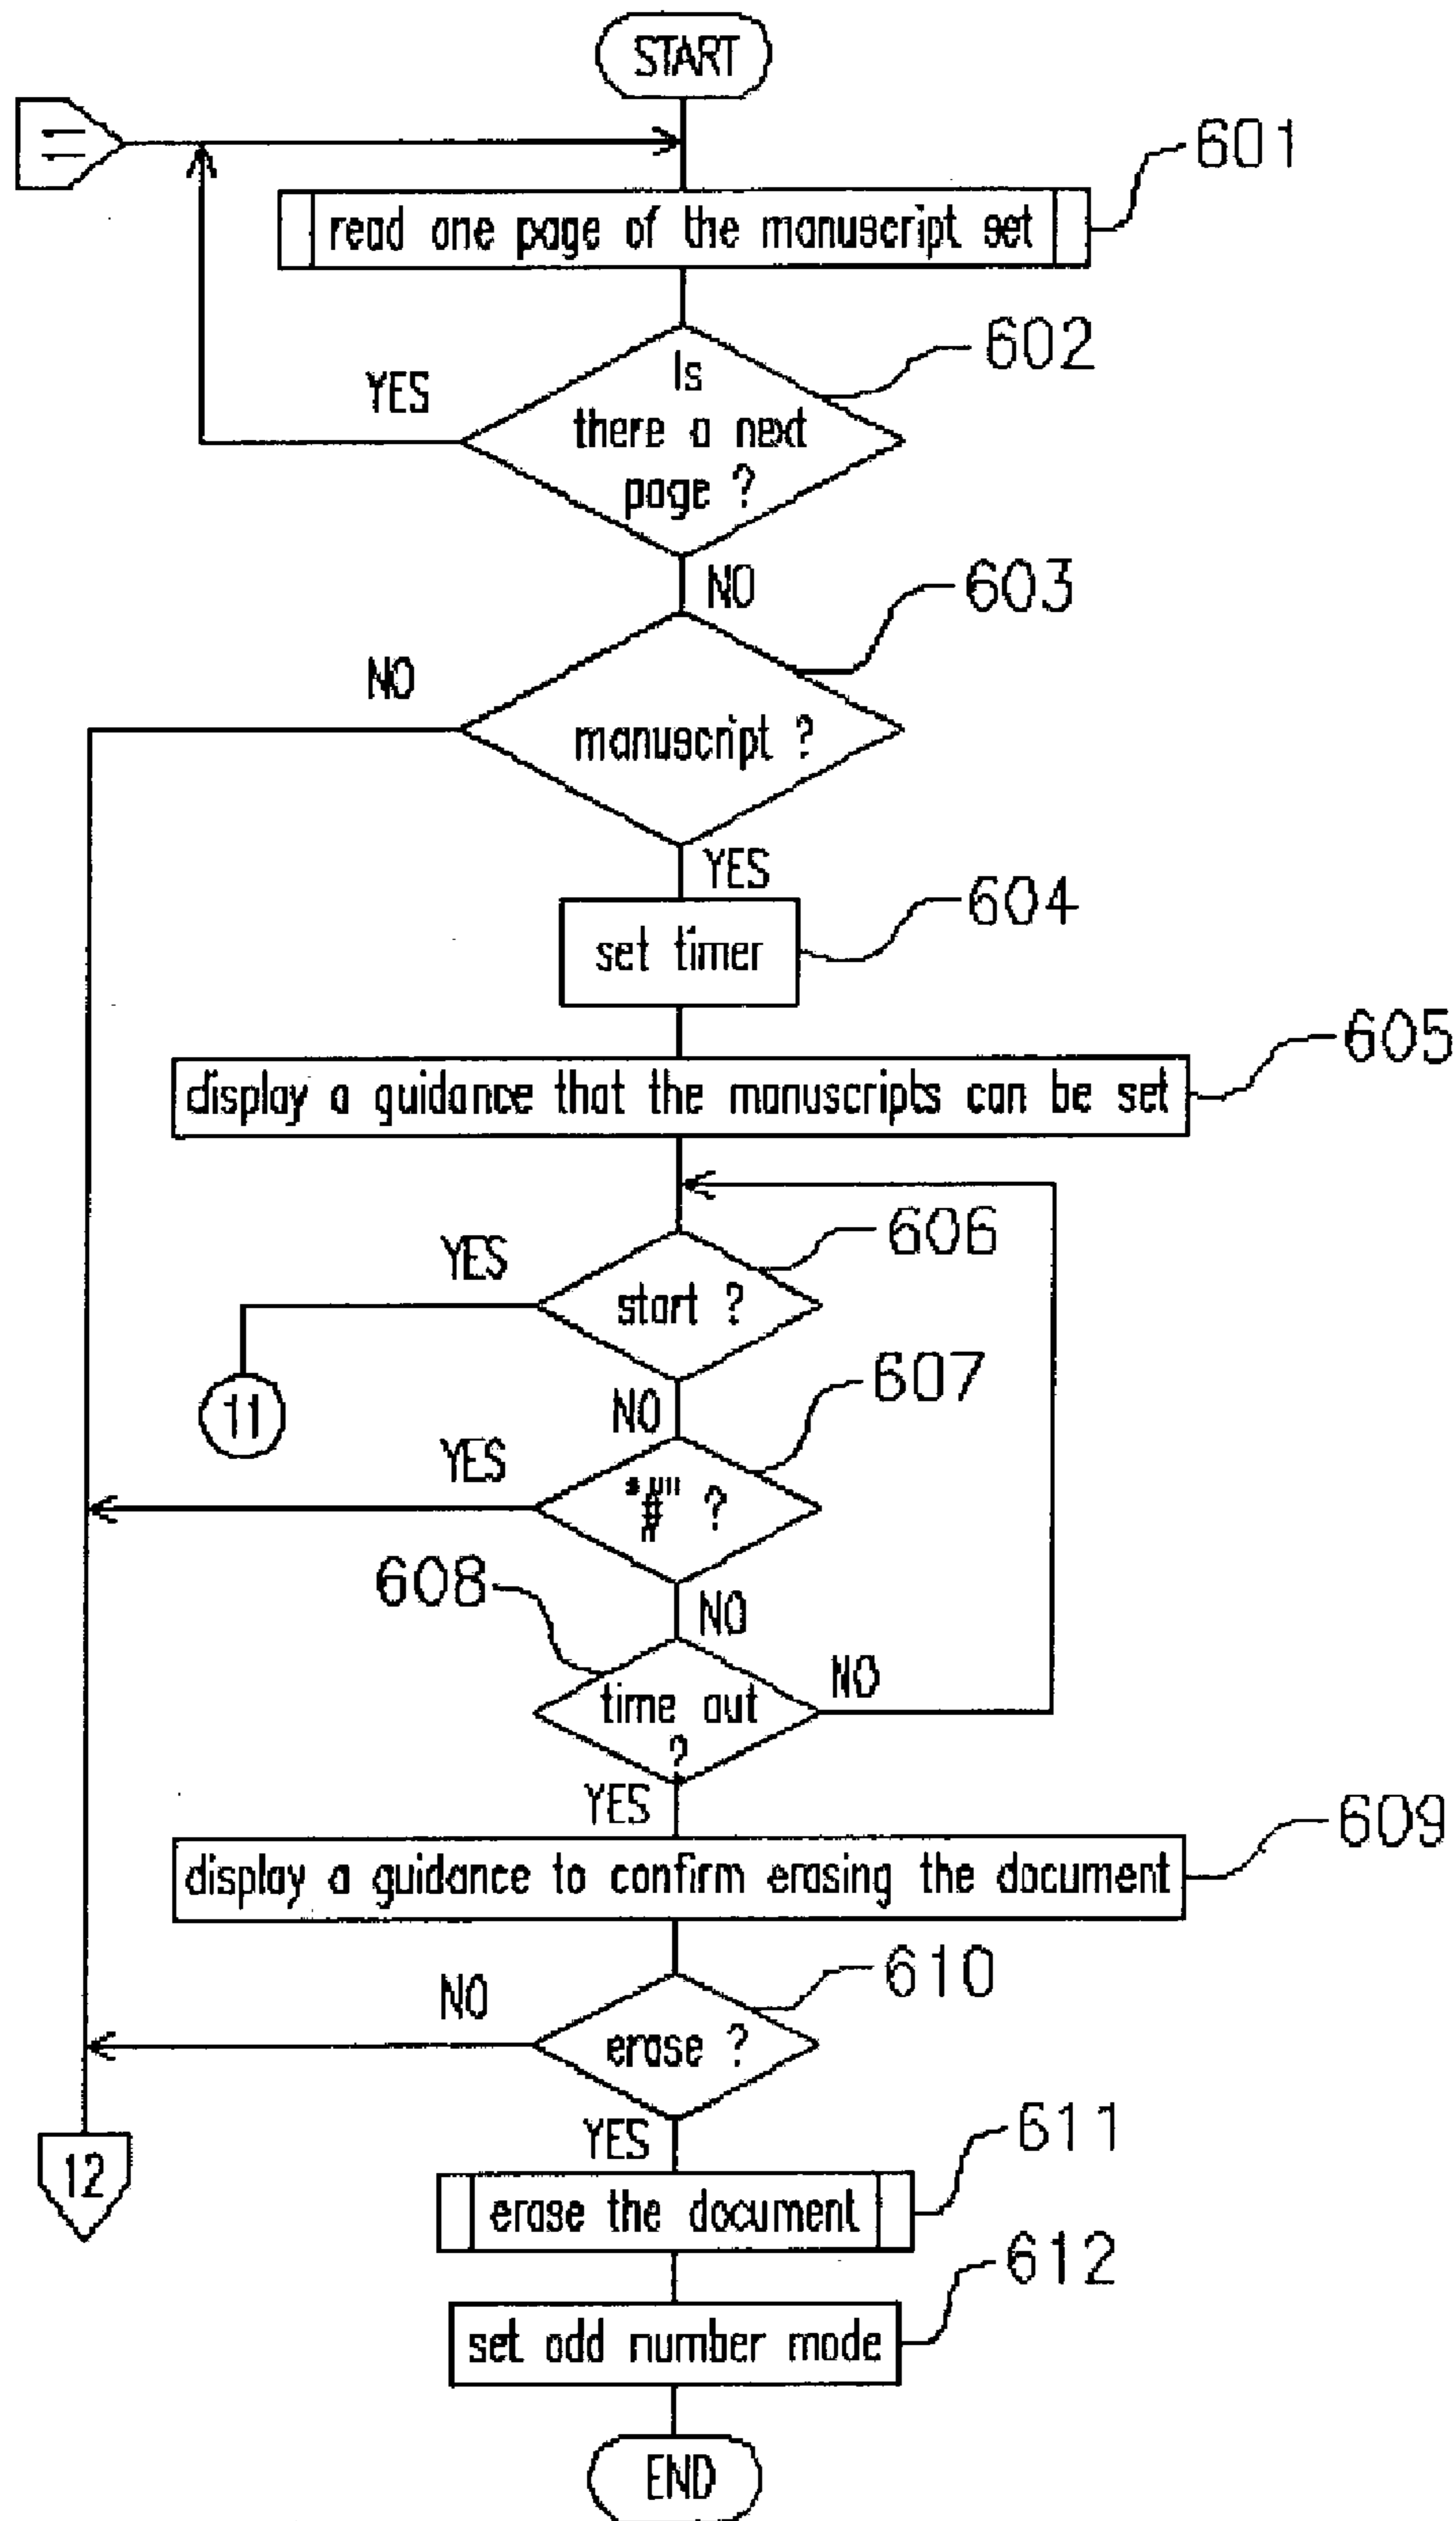 START
11
601
read one page of the manuscript set
602
Is
there a next
page ?
YES
NO
603
NO
manuscript ?
YES
604
set timer
605
display a guidance that the manuscripts can be set
606
YES
start ?
607
11
NO
YES
"#" ?
608
NO
time out
?
NO
YES
609
display a guidance to confirm erasing the document
610
NO
erase ?
611
YES
12
erase the document
612
set odd number mode
END